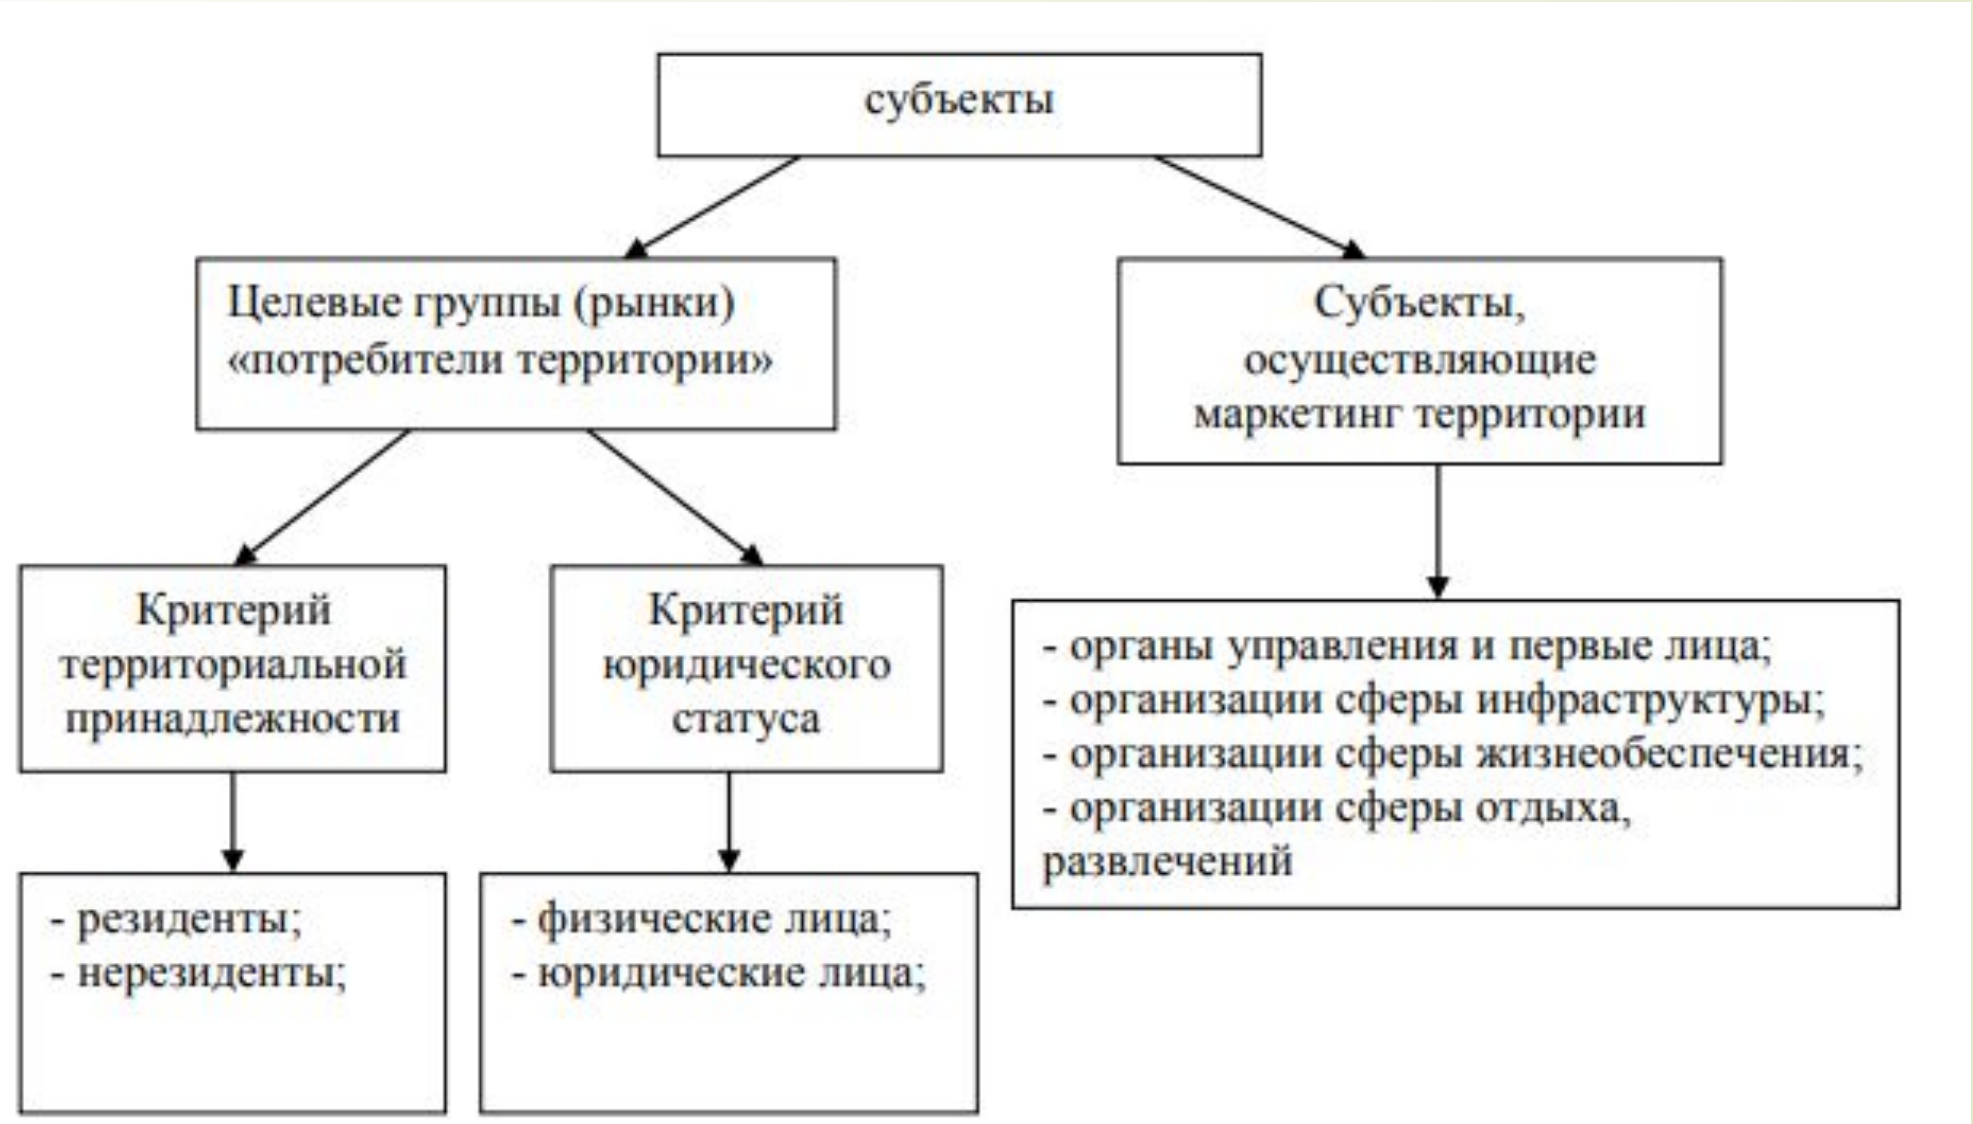 субъекты
Целевые группы (рынки)
«потребители территории»
Субъекты,
осуществляющие
маркетинг территории
Критерий
территориальной
принадлежности
Критерий
юридического
статуса
- органы управления и первые лица;
- организации сферы инфраструктуры;
- организации сферы жизнеобеспечения;
- организации сферы отдыха,
развлечений
- резиденты;
- нерезиденты;
- физические лица;
- юридические лица;